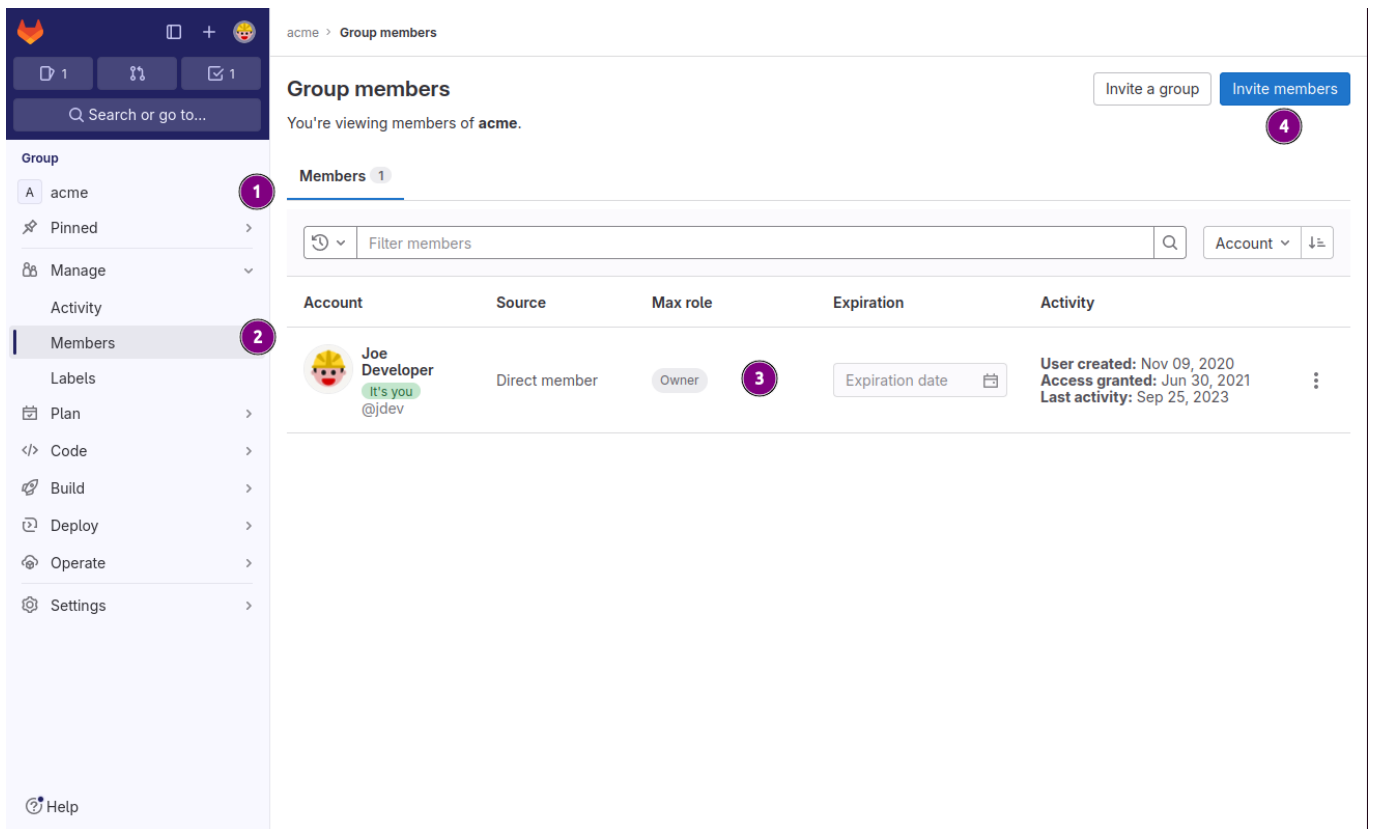 1
1
Search or go to...
Group
A acme
1
Pinned
Manage
Activity
Members
2
Labels
Plan
Code
Build
Deploy
Operate
Settings
Help
acme > Group members
Group members
Invite a group
Invite members
You're viewing members of acme.
4
Members 1
Filter members
Account
Account Source Max role Expiration Activity
Joe
Developer
It's you
@jdev
Direct member
Owner
3
Expiration date
User created: Nov 09, 2020
Access granted: Jun 30, 2021
Last activity: Sep 25, 2023